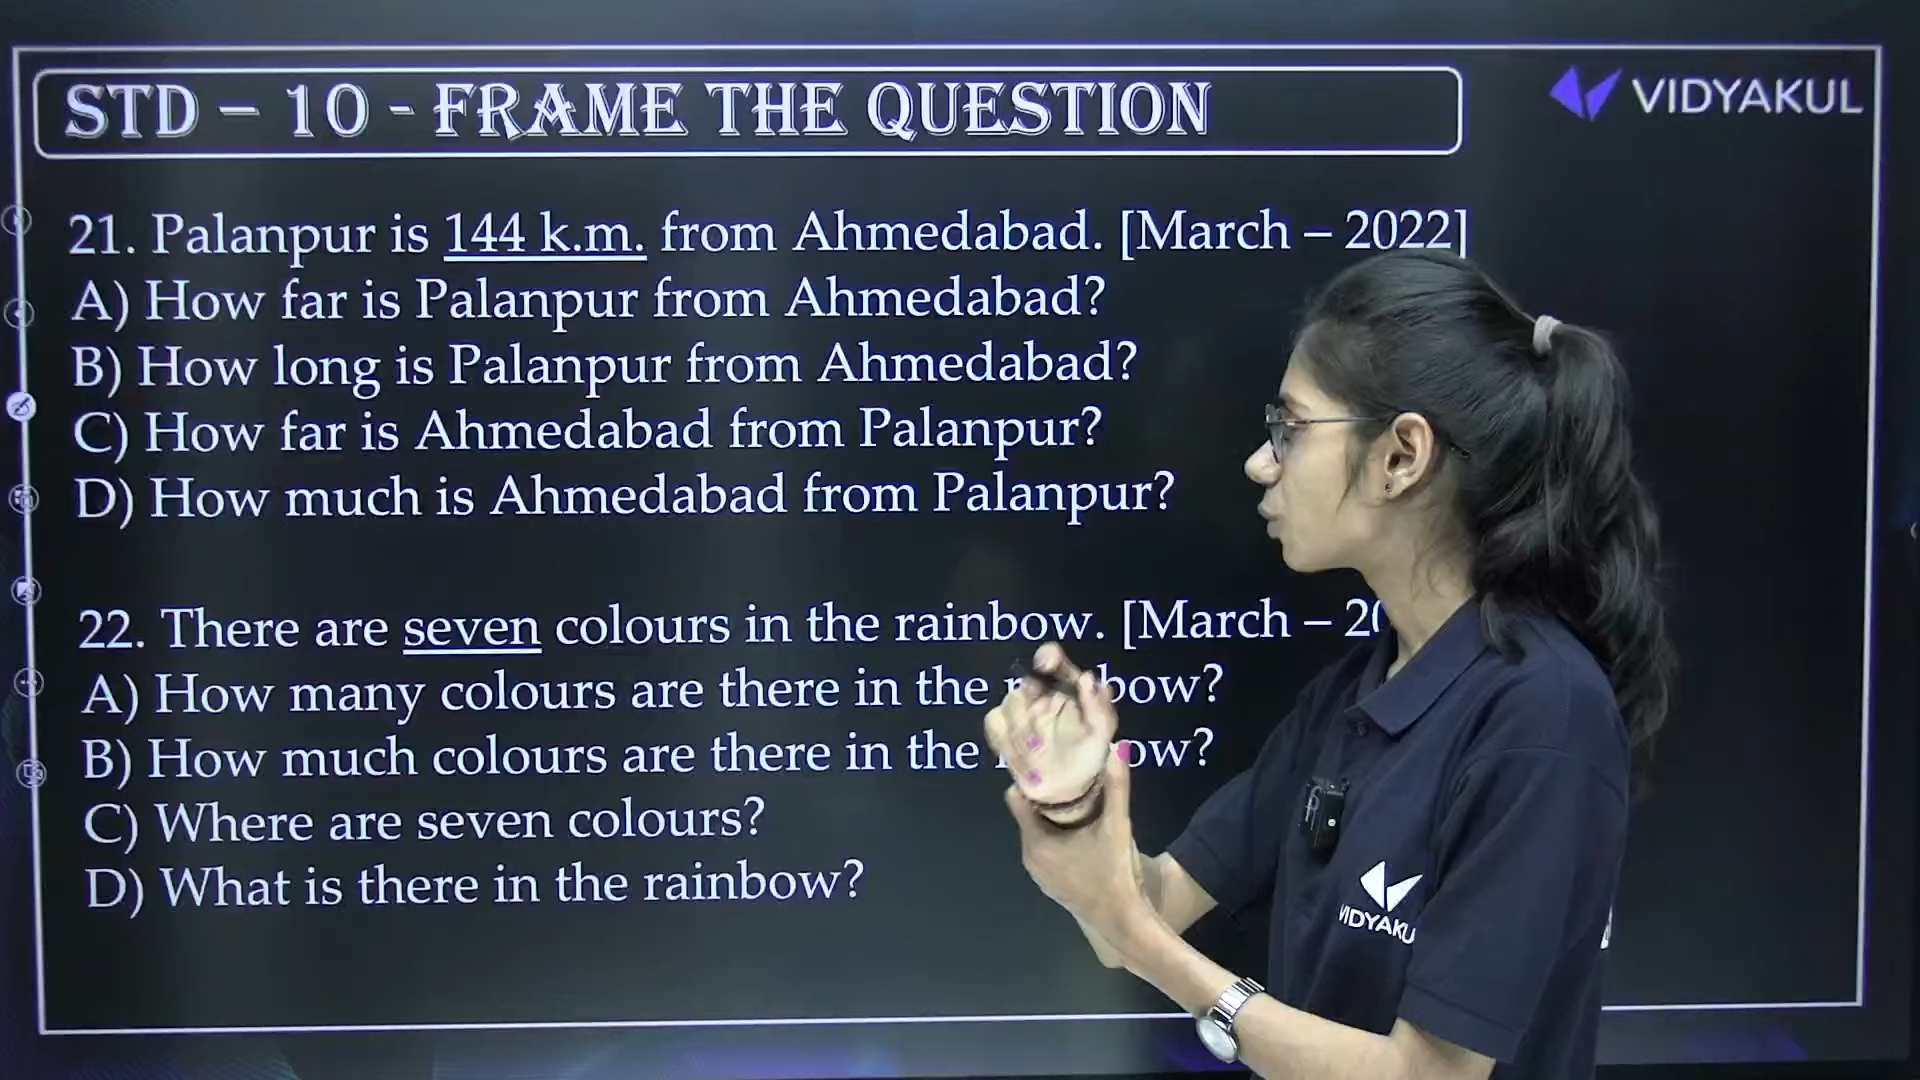 STD – 10 - FRAME THE QUESTION
VIDYAKUL
21. Palanpur is 144 k.m. from Ahmedabad. [March – 2022]
A) How far is Palanpur from Ahmedabad?
B) How long is Palanpur from Ahmedabad?
C) How far is Ahmedabad from Palanpur?
D) How much is Ahmedabad from Palanpur?
22. There are seven colours in the rainbow. [March –
A) How many colours are there in the
B) How much colours are there in the
C) Where are seven colours?
D) What is there in the rainbow?
VIDYAKU